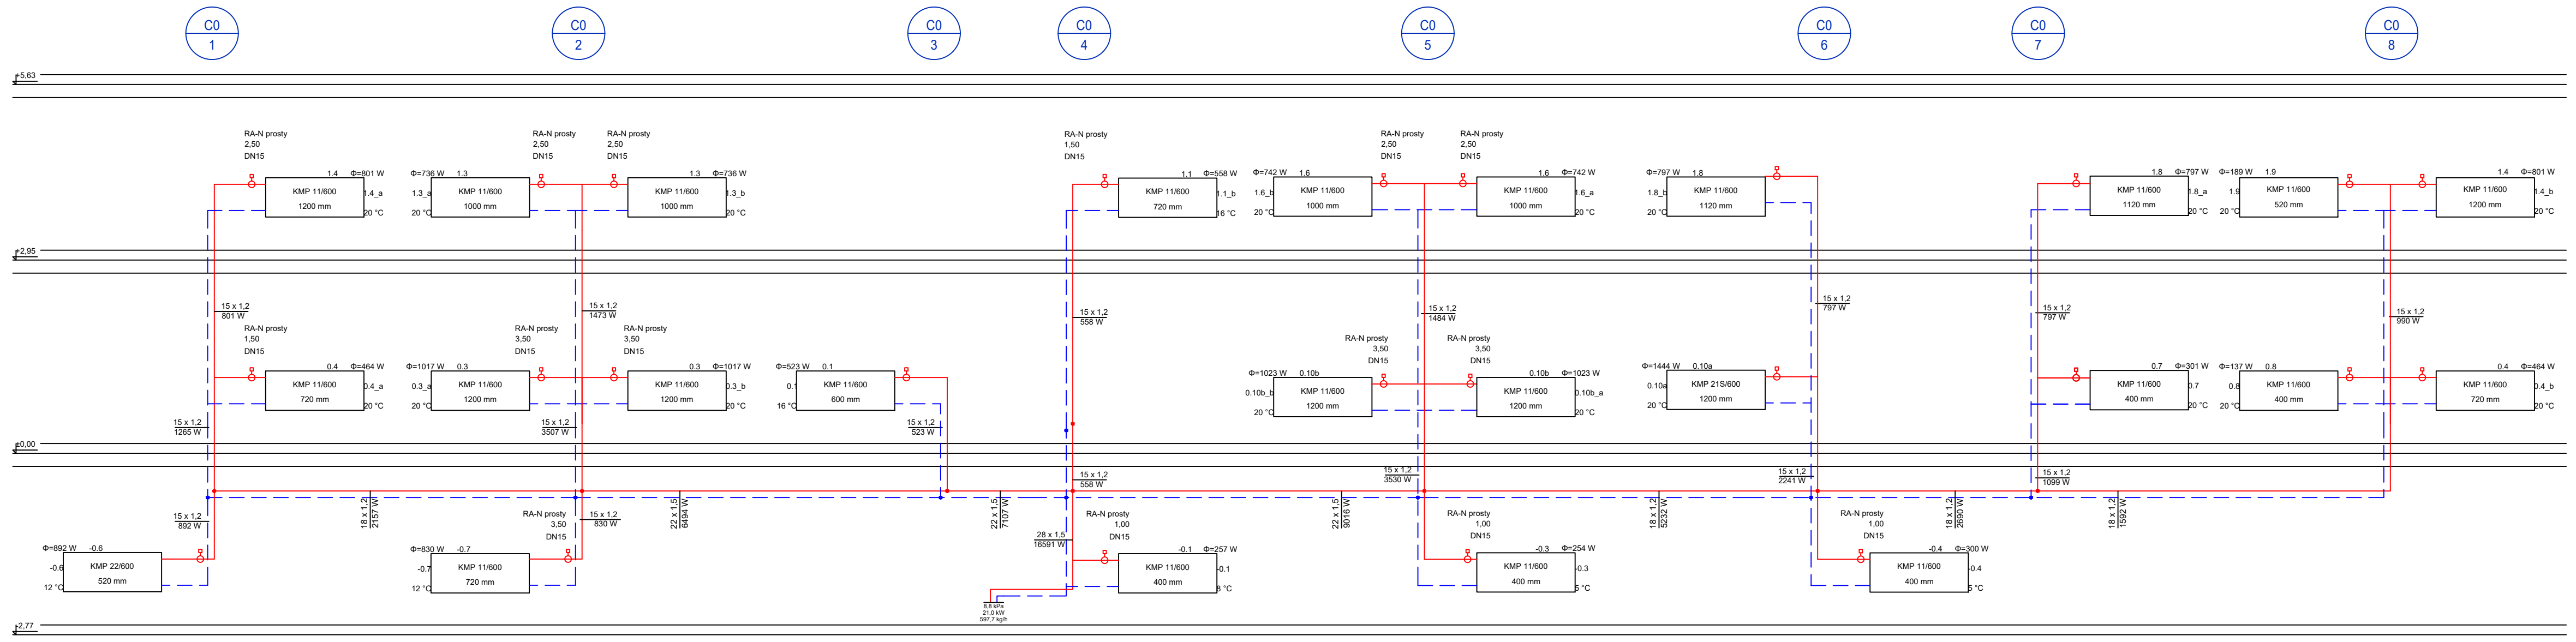 C0
1
C0
2
C0
3
C0
4
C0
5
C0
6
C0
7
C0
8
+5,63
RA-N prosty
2,50
DN15
RA-N prosty
2,50
DN15
RA-N prosty
2,50
DN15
RA-N prosty
1,50
DN15
RA-N prosty
2,50
DN15
RA-N prosty
2,50
DN15
1.4 Φ=801 W
KMP 11/600
1.4_a
1200 mm
20 °C
Φ=736 W 1.3
1.3_a
KMP 11/600
1000 mm
20 °C
1.3 Φ=736 W
KMP 11/600
1.3_b
1000 mm
20 °C
1.1 Φ=558 W
KMP 11/600
1.1_b
720 mm
16 °C
Φ=742 W 1.6
KMP 11/600
1.6_b
1000 mm
20 °C
1.6 Φ=742 W
KMP 11/600
1.6_a
1000 mm
20 °C
Φ=797 W 1.8
KMP 11/600
1.8_b
1120 mm
20 °C
1.8 Φ=797 W
KMP 11/600
1.8_a
1120 mm
20 °C
Φ=189 W 1.9
KMP 11/600
1.9
520 mm
20 °C
1.4 Φ=801 W
KMP 11/600
1.4_b
1200 mm
20 °C
+2,95
15 x 1,2
801 W
15 x 1,2
1473 W
15 x 1,2
558 W
15 x 1,2
1484 W
15 x 1,2
797 W
15 x 1,2
797 W
15 x 1,2
990 W
RA-N prosty
1,50
DN15
RA-N prosty
3,50
DN15
RA-N prosty
3,50
DN15
RA-N prosty
3,50
DN15
RA-N prosty
3,50
DN15
0.4 Φ=464 W
KMP 11/600
0.4_a
720 mm
20 °C
Φ=1017 W 0.3
KMP 11/600
0.3_a
1200 mm
20 °C
0.3 Φ=1017 W
KMP 11/600
0.3_b
1200 mm
20 °C
Φ=523 W 0.1
KMP 11/600
0.1
600 mm
16 °C
Φ=1023 W 0.10b
KMP 11/600
0.10b_b
1200 mm
20 °C
0.10b Φ=1023 W
KMP 11/600
0.10b_a
1200 mm
20 °C
Φ=1444 W 0.10a
KMP 21S/600
0.10a
1200 mm
20 °C
0.7 Φ=301 W
KMP 11/600
0.7
400 mm
20 °C
Φ=137 W 0.8
KMP 11/600
0.8
400 mm
20 °C
0.4 Φ=464 W
KMP 11/600
0.4_b
720 mm
20 °C
15 x 1,2
1265 W
15 x 1,2
3507 W
15 x 1,2
523 W
±0,00
15 x 1,2
558 W
15 x 1,2
3530 W
15 x 1,2
2241 W
15 x 1,2
1099 W
15 x 1,2
892 W
18 x 1,2
2157 W
15 x 1,2
830 W
22 x 1,5
6494 W
22 x 1,5
7107 W
28 x 1,5
16591 W
22 x 1,5
9016 W
18 x 1,2
5232 W
18 x 1,2
2690 W
18 x 1,2
1592 W
RA-N prosty
3,50
DN15
RA-N prosty
1,00
DN15
RA-N prosty
1,00
DN15
RA-N prosty
1,00
DN15
Φ=892 W -0.6
KMP 22/600
-0.6
520 mm
12 °C
Φ=830 W -0.7
KMP 11/600
-0.7
720 mm
12 °C
-0.1 Φ=257 W
KMP 11/600
-0.1
400 mm
8 °C
-0.3 Φ=254 W
KMP 11/600
-0.3
400 mm
5 °C
-0.4 Φ=300 W
KMP 11/600
-0.4
400 mm
5 °C
8,8 kPa
21,0 kW
597,7 kg/h
-2,77